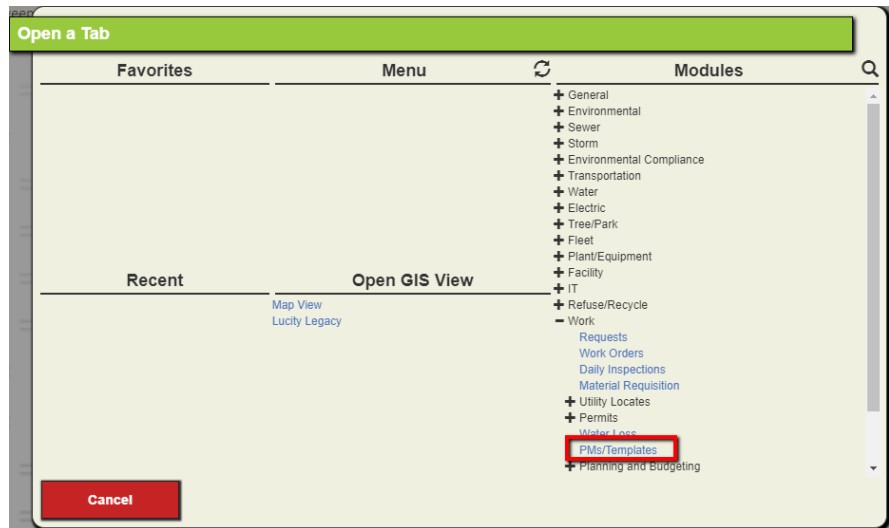 Open a Tab
Favorites
Menu
Modules
General
Environmental
Sewer
Storm
Environmental Compliance
Transportation
Water
Electric
Tree/Park
Fleet
Plant/Equipment
Facility
IT
Refuse/Recycle
Work
Requests
Work Orders
Daily Inspections
Material Requisition
Utility Locates
Permits
Water Loss
PMs/Templates
Planning and Budgeting
Recent
Open GIS View
Map View
Lucity Legacy
Cancel